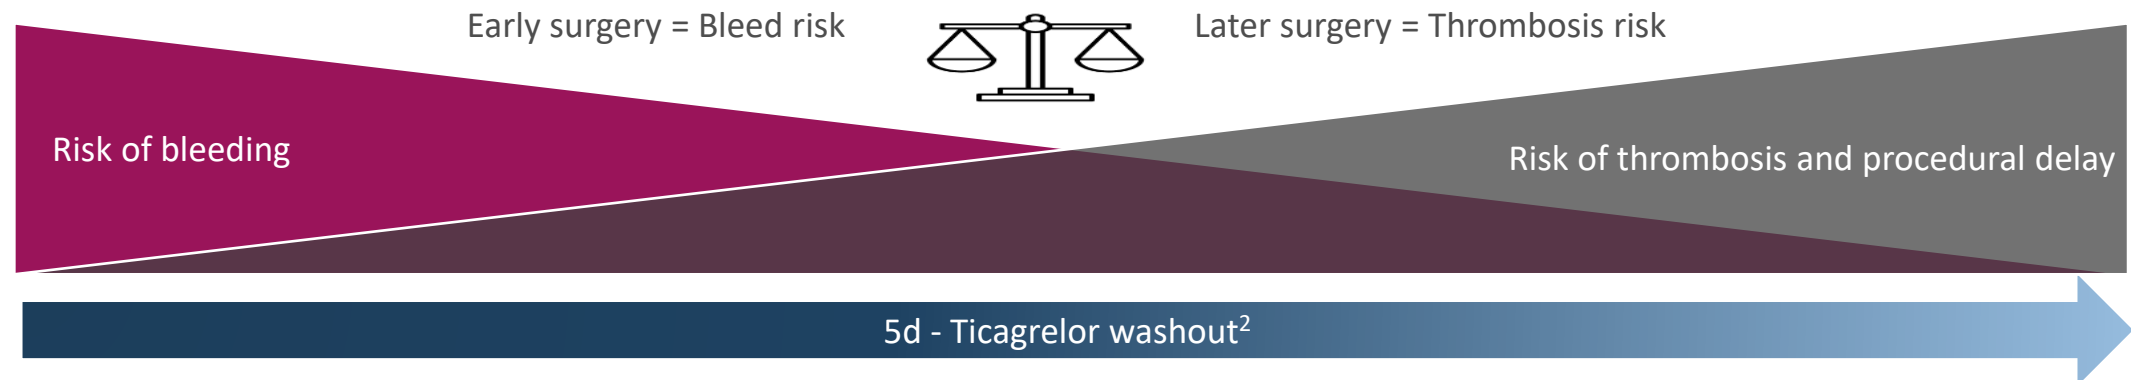 Early surgery = Bleed risk
Later surgery = Thrombosis risk
Risk of bleeding
Risk of thrombosis and procedural delay
5d - Ticagrelor washout²